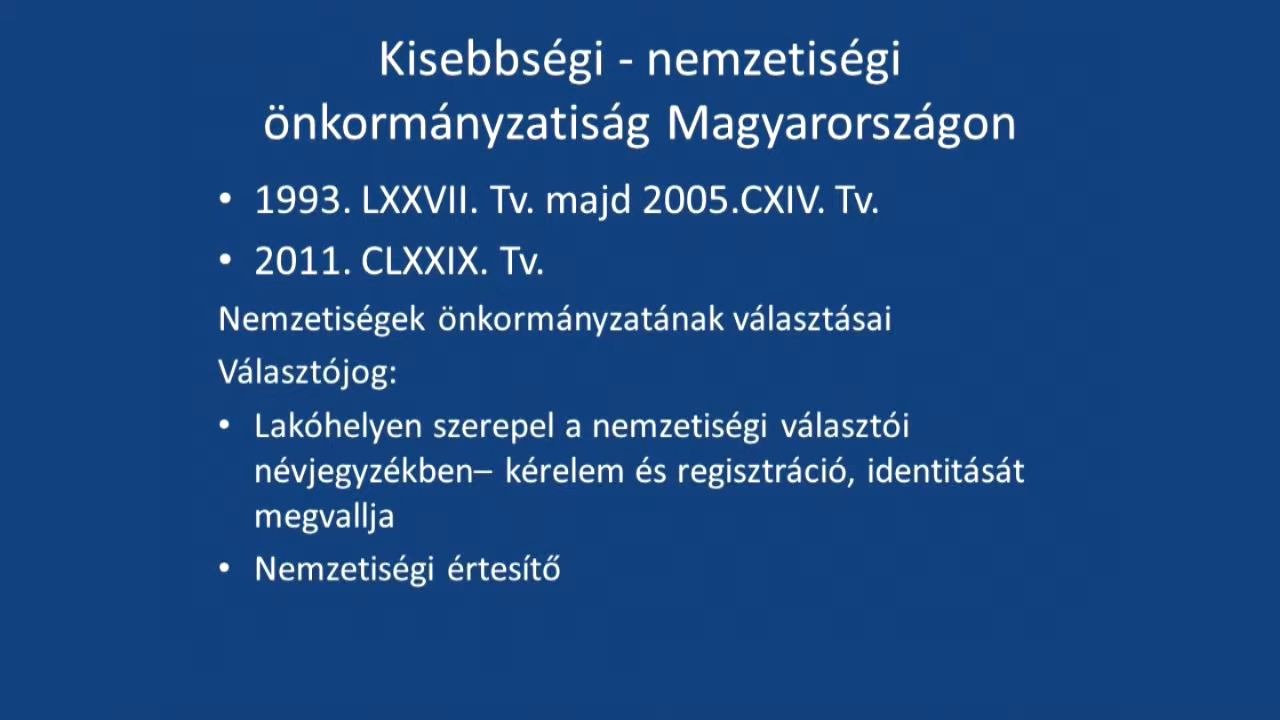 Kisebbségi - nemzetiségi
önkormányzatiság Magyarországon
• 1993. LXXVII. Tv. majd 2005.CXIV. Tv.
• 2011. CLXXIX. Tv.
Nemzetiségek önkormányzatának választásai
Választójog:
• Lakóhelyen szerepel a nemzetiségi választói
névjegyzékben– kérelem és regisztráció, identitását
megvallja
• Nemzetiségi értesítő